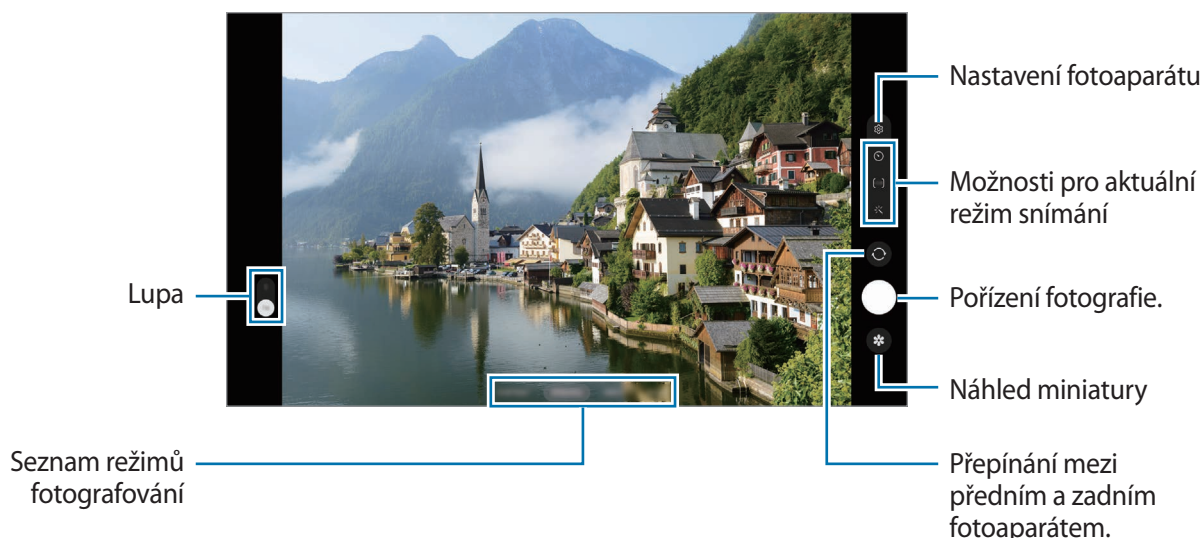 Nastavení fotoaparátu
Možnosti pro aktuální
režim snímání
Lupa
Pořízení fotografie.
Náhled miniatury
Seznam režimů
fotografování
Přepínání mezi
předním a zadním
fotoaparátem.